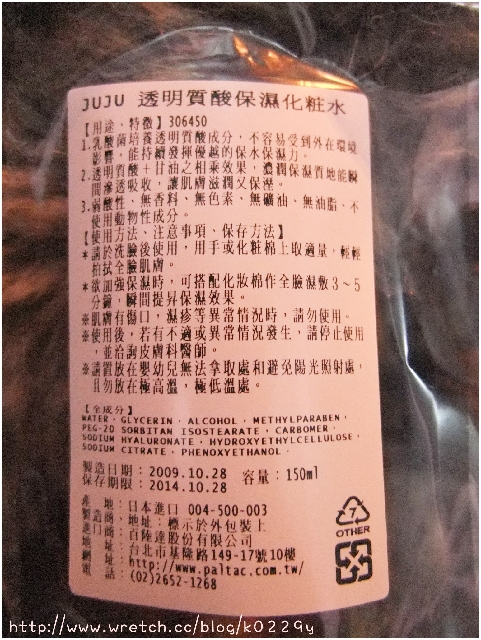 JUJU 透明質酸保濕化粧水
【用途、特徵】306450
1.乳酸菌培養透明質酸成分，不容易受到外在環境
影響，能持續發揮優越的保水保濕力。
2.透明質酸＋甘油之相乘效果，濃潤保濕質地能瞬
間滲透吸收，讓肌膚滋潤又保溼。
3.弱酸性、無香料、無色素、無礦油、無油脂、不
使用動物性成分。
【使用方法、注意事項、保存方法】
*請於洗臉後使用，用手或化粧棉上取適量，輕輕
拍拭全臉肌膚。
*欲加強保濕時，可搭配化妝棉作全臉濕敷3～5
分鐘，瞬間提昇保濕效果。
※肌膚有傷口，濕疹等異常情況時，請勿使用。
※使用後，若有不適或異常情況發生，請停止使用
，並洽詢皮膚科醫師。
※請置放在嬰幼兒無法拿取處和避免陽光照射處，
且勿放在極高溫，極低溫處。
【全成分】
WATER·GLYCERIN·ALCOHOL·METHYLPARABEN·
PEG-20 SORBITAN ISOSTEARATE·CARBOMER·
SODIUM HYALURONATE·HYDROXYETHYLCELLULOSE·
SODIUM CITRATE·PHENOXYETHANOL·
製造日期：2009.10.28 容量：150ml
保存期限：2014.10.28
產 地：日本進口 004-500-003
製造商、地址：標示於外包裝上
進口商：百陸達股份有限公司
地 址：台北市基隆路149-17號10樓
網 址：http://www.paltac.com.tw/
電 話：(02)2652-1268
7
OTHER
http://www.wretch.cc/blog/k0229y